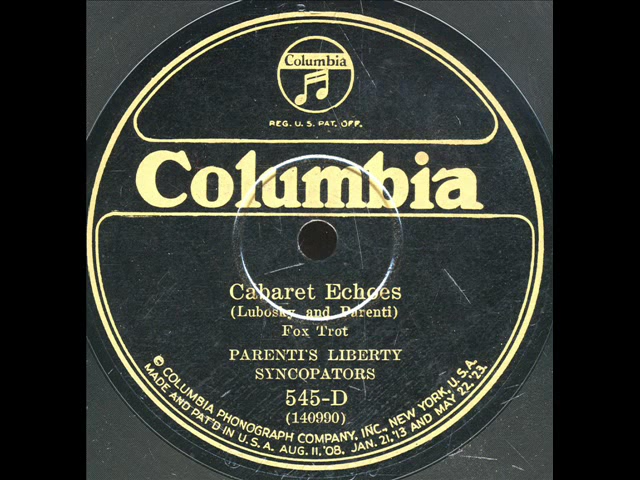 Columbia
REG. U. S. PAT. OFF.
Columbia
Cabaret Echoes
(Lubosky and Parenti)
Fox Trot
PARENTI'S LIBERTY
SYNCOPATORS
545-D
(140990)
© COLUMBIA PHONOGRAPH COMPANY, INC., NEW YORK, U.S.A.
MADE AND PAT'D IN U.S.A. AUG. 11, '08. JAN. 21, '13 AND MAY 22, '23.